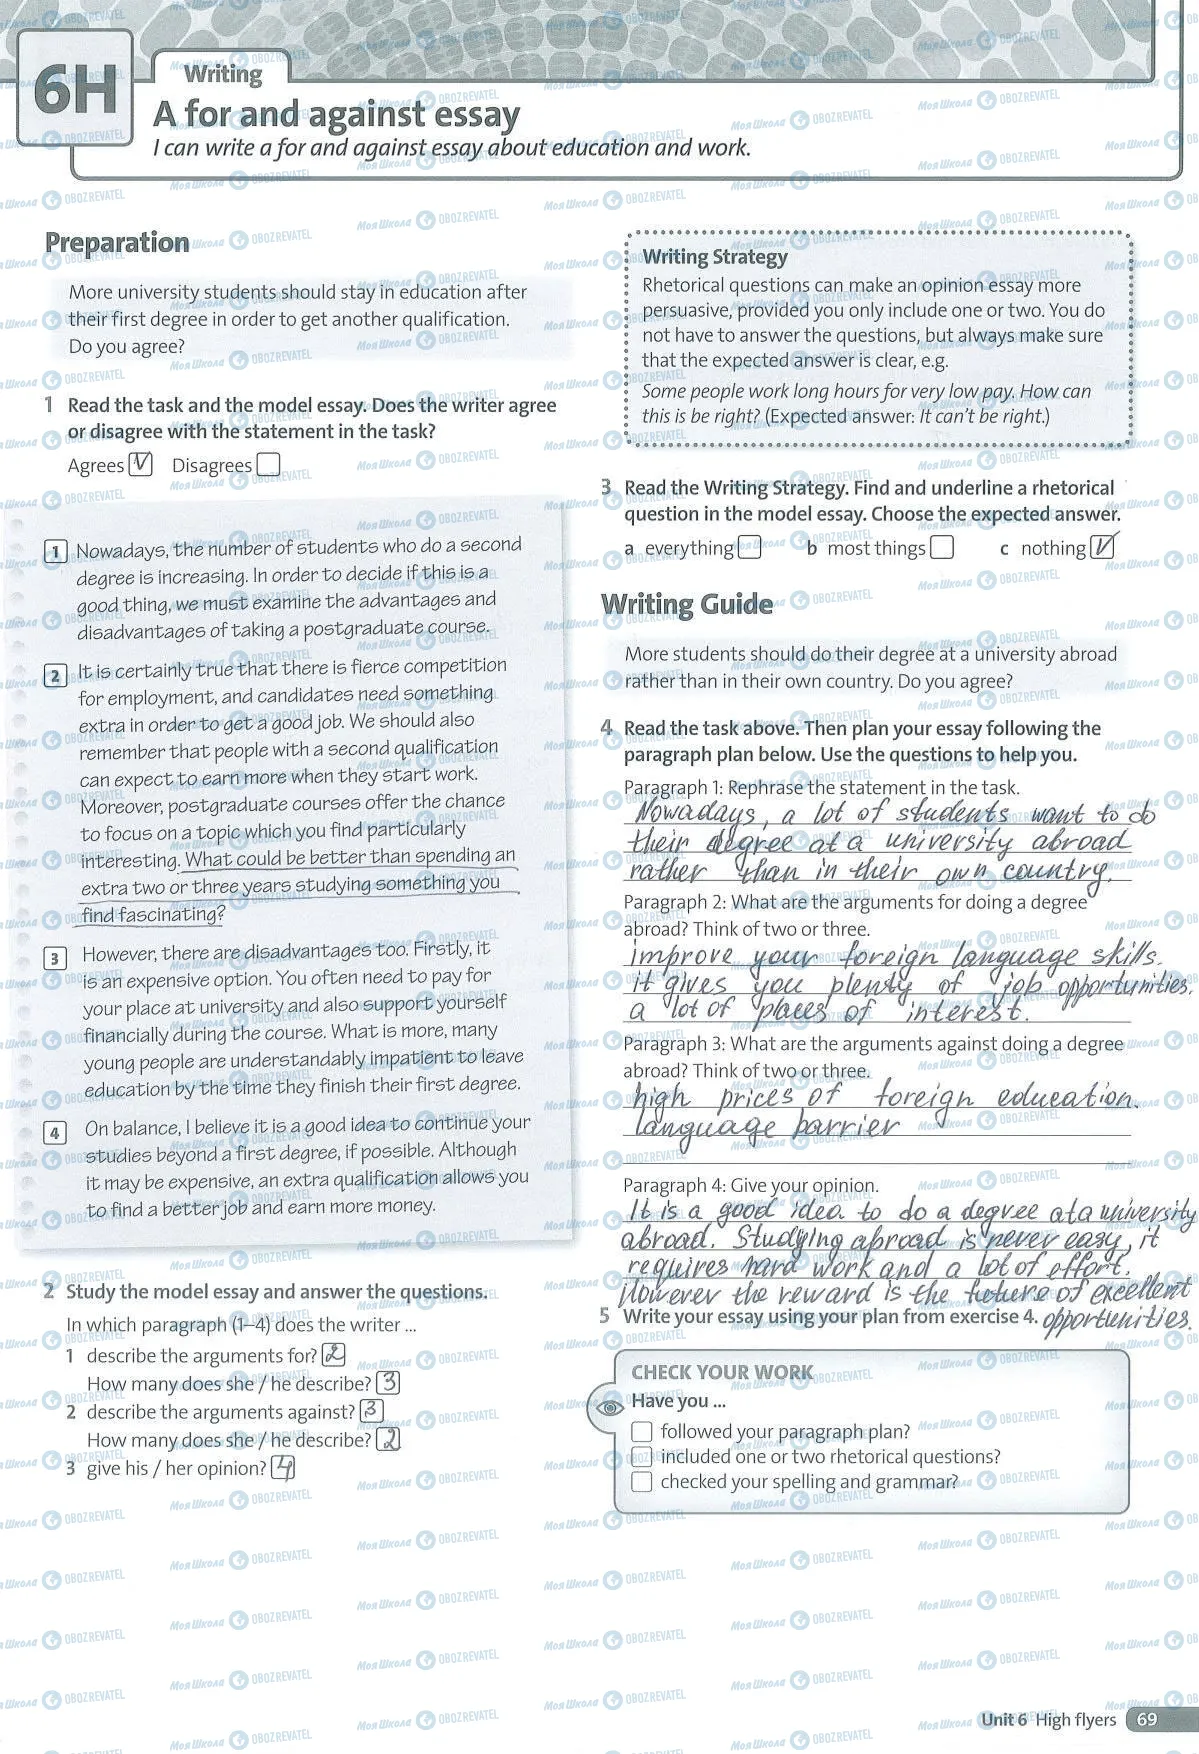 6H
Writing
A for and against essay
I can write a for and against essay about education and work.
Preparation
More university students should stay in education after
their first degree in order to get another qualification.
Do you agree?
1 Read the task and the model essay. Does the writer agree
or disagree with the statement in the task?
Agrees V Disagrees
1 Nowadays, the number of students who do a second
degree is increasing. In order to decide if this is a
good thing, we must examine the advantages and
disadvantages of taking a postgraduate course.
2 It is certainly true that there is fierce competition
for employment, and candidates need something
extra in order to get a good job. We should also
remember that people with a second qualification
can expect to earn more when they start work.
Moreover, postgraduate courses offer the chance
to focus on a topic which you find particularly
interesting. What could be better than spending an
extra two or three years studying something you
find fascinating?
3 However, there are disadvantages too. Firstly, it
is an expensive option. You often need to pay for
your place at university and also support yourself
financially during the course. What is more, many
young people are understandably impatient to leave
education by the time they finish their first degree.
4 On balance, I believe it is a good idea to continue your
studies beyond a first degree, if possible. Although
it may be expensive, an extra qualification allows you
to find a better job and earn more money.
2 Study the model essay and answer the questions.
In which paragraph (1–4) does the writer ...
1 describe the arguments for? 2
How many does she / he describe? 3
2 describe the arguments against? 3
How many does she / he describe? 2
3 give his / her opinion? 4
Writing Strategy
Rhetorical questions can make an opinion essay more
persuasive, provided you only include one or two. You do
not have to answer the questions, but always make sure
that the expected answer is clear, e.g.
Some people work long hours for very low pay. How can
this is be right? (Expected answer: It can't be right.)
3 Read the Writing Strategy. Find and underline a rhetorical
question in the model essay. Choose the expected answer.
a everything b most things c nothing V
Writing Guide
More students should do their degree at a university abroad
rather than in their own country. Do you agree?
4 Read the task above. Then plan your essay following the
paragraph plan below. Use the questions to help you.
Paragraph 1: Rephrase the statement in the task.
Nowadays, a lot of students want to do
their degree at a university abroad
rather than in their own country.
Paragraph 2: What are the arguments for doing a degree
abroad? Think of two or three.
improve your foreign language skills.
it gives you plenty of job opportunities.
a lot of places of interest.
Paragraph 3: What are the arguments against doing a degree
abroad? Think of two or three.
high prices of foreign education.
language barrier
Paragraph 4: Give your opinion.
It is a good idea to do a degree at a university
abroad. Studying abroad is never easy, it
requires hard work and a lot of effort.
However the reward is the future of excellent
opportunities.
5 Write your essay using your plan from exercise 4.
CHECK YOUR WORK
Have you ...
followed your paragraph plan?
included one or two rhetorical questions?
checked your spelling and grammar?
Unit 6 High flyers 69
Моя Школа OBOZREVATEL